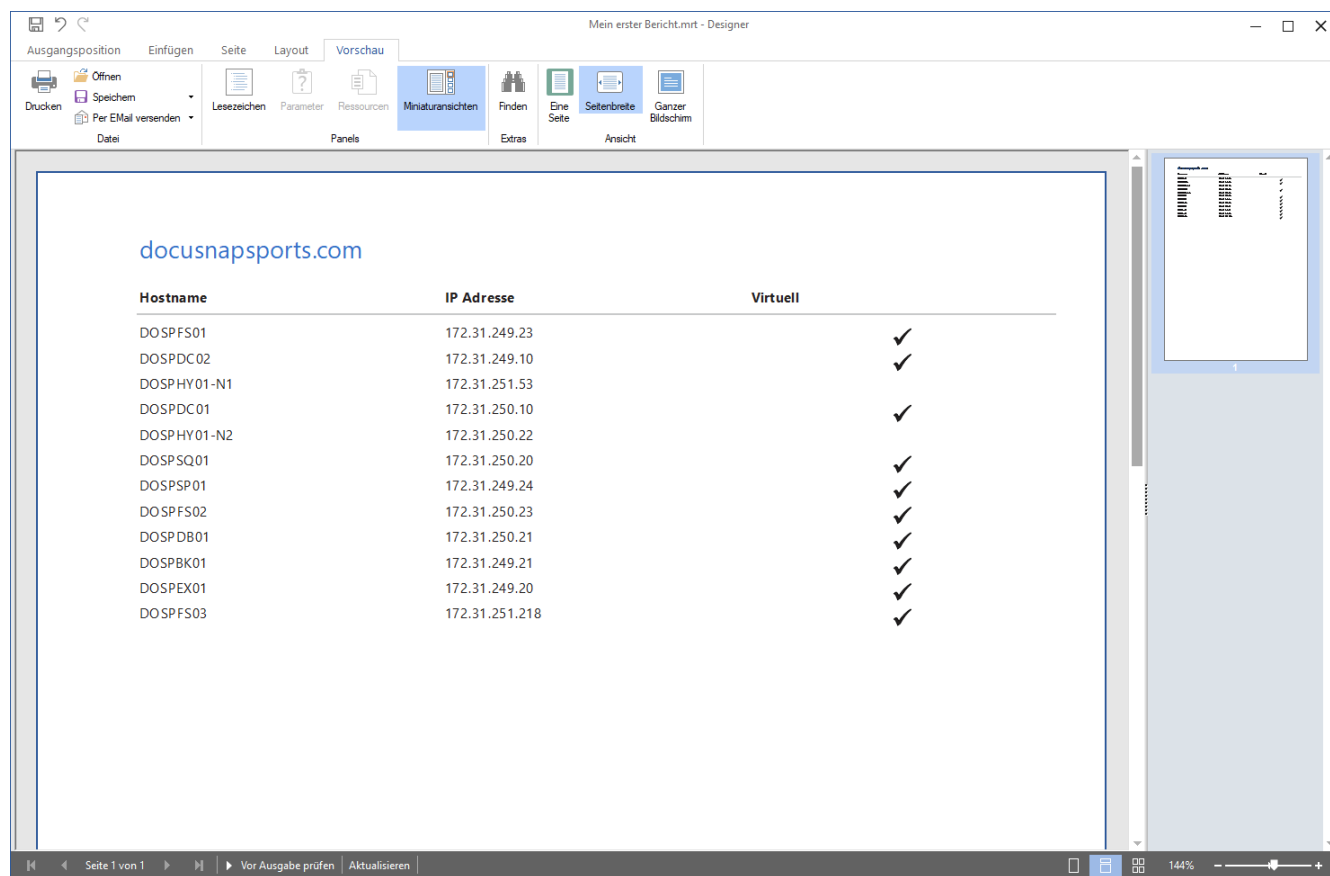 Mein erster Bericht.mrt - Designer
Ausgangsposition Einfügen Seite Layout Vorschau
Drucken
Öffnen
Speichern
Per EMail versenden
Datei
Lesezeichen Parameter Ressourcen Miniaturansichten
Panels
Finden
Extras
Eine Seite
Seitenbreite
Ganzer Bildschirm
Ansicht
docusnapsports.com
Hostname IP Adresse Virtuell
DOSPFS01 172.31.249.23 ✓
DOSPDC02 172.31.249.10 ✓
DOSPHY01-N1 172.31.251.53
DOSPDC01 172.31.250.10 ✓
DOSPHY01-N2 172.31.250.22
DOSPSQ01 172.31.250.20 ✓
DOSPSP01 172.31.249.24 ✓
DOSPFS02 172.31.250.23 ✓
DOSPDB01 172.31.250.21 ✓
DOSPBK01 172.31.249.21 ✓
DOSPEX01 172.31.249.20 ✓
DOSPFS03 172.31.251.218 ✓
1
Seite 1 von 1 Vor Ausgabe prüfen Aktualisieren 144%